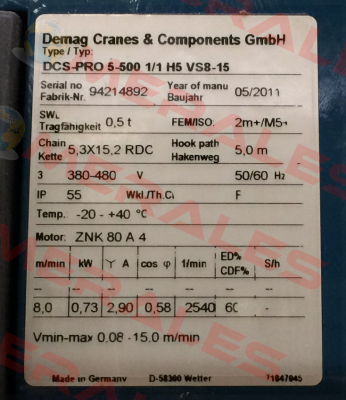 Demag Cranes & Components GmbH
Type / Typ:
DCS-PRO 5-500 1/1 H5 VS8-15
Serial no Fabrik-Nr. 94214892 Year of manu Baujahr 05/2011
SWL Tragfähigkeit 0,5 t FEM/ISO: 2m+/M5+
Chain Kette 5,3X15,2 RDC Hook path Hakenweg 5,0 m
3 380-480 V 50/60 Hz
IP 55 Wkl./Th.Cl F
Temp. -20 - +40 °C
Motor: ZNK 80 A 4
m/min kW Y A cos φ 1/min ED% CDF% S/h
-- -- -- -- -- -- --
8,0 0,73 2,90 0,58 2540 60 -
Vmin-max 0,08 - 15,0 m/min
Made in Germany D-58300 Wetter 71847045
MERALES